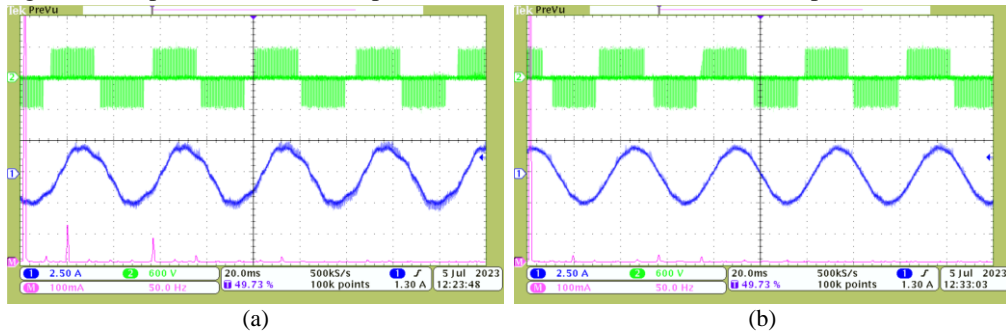 Tek PreVu
2
1
M
1 2.50 A 2 600 V 20.0ms 500kS/s 1 ʃ 5 Jul 2023
M 100mA 50.0 Hz T 49.73 % 100k points 1.30 A 12:23:48
(a)
Tek PreVu
2
1
M
1 2.50 A 2 600 V 20.0ms 500kS/s 1 ʃ 5 Jul 2023
M 100mA 50.0 Hz T 49.73 % 100k points 1.30 A 12:33:03
(b)